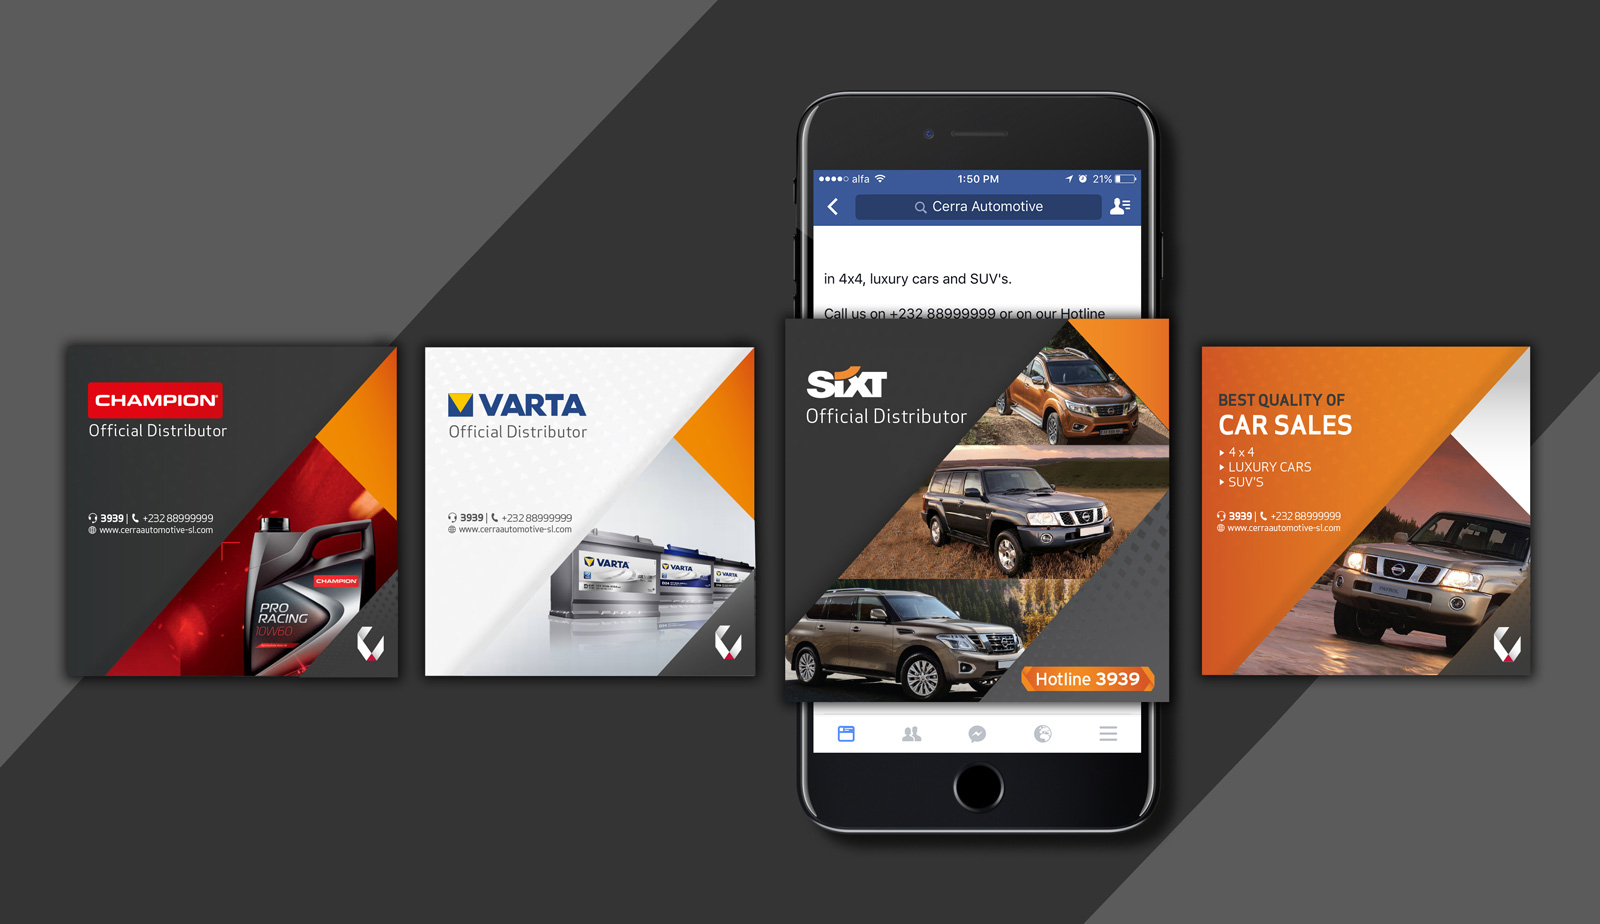 CHAMPION
Official Distributor
3939 | +232 88999999
www.cerraautomotive-sl.com
CHAMPION
PRO
RACING
10W60
VARTA
Official Distributor
3939 | +232 88999999
www.cerraautomotive-sl.com
VARTA
VARTA
VARTA
alfa
1:50 PM
21%
Cerra Automotive
in 4x4, luxury cars and SUV's.
Call us on +232 88999999 or on our Hotline
SIXT
Official Distributor
Hotline 3939
BEST QUALITY OF
CAR SALES
4 x 4
LUXURY CARS
SUV'S
3939 | +232 88999999
www.cerraautomotive-sl.com
PATROL